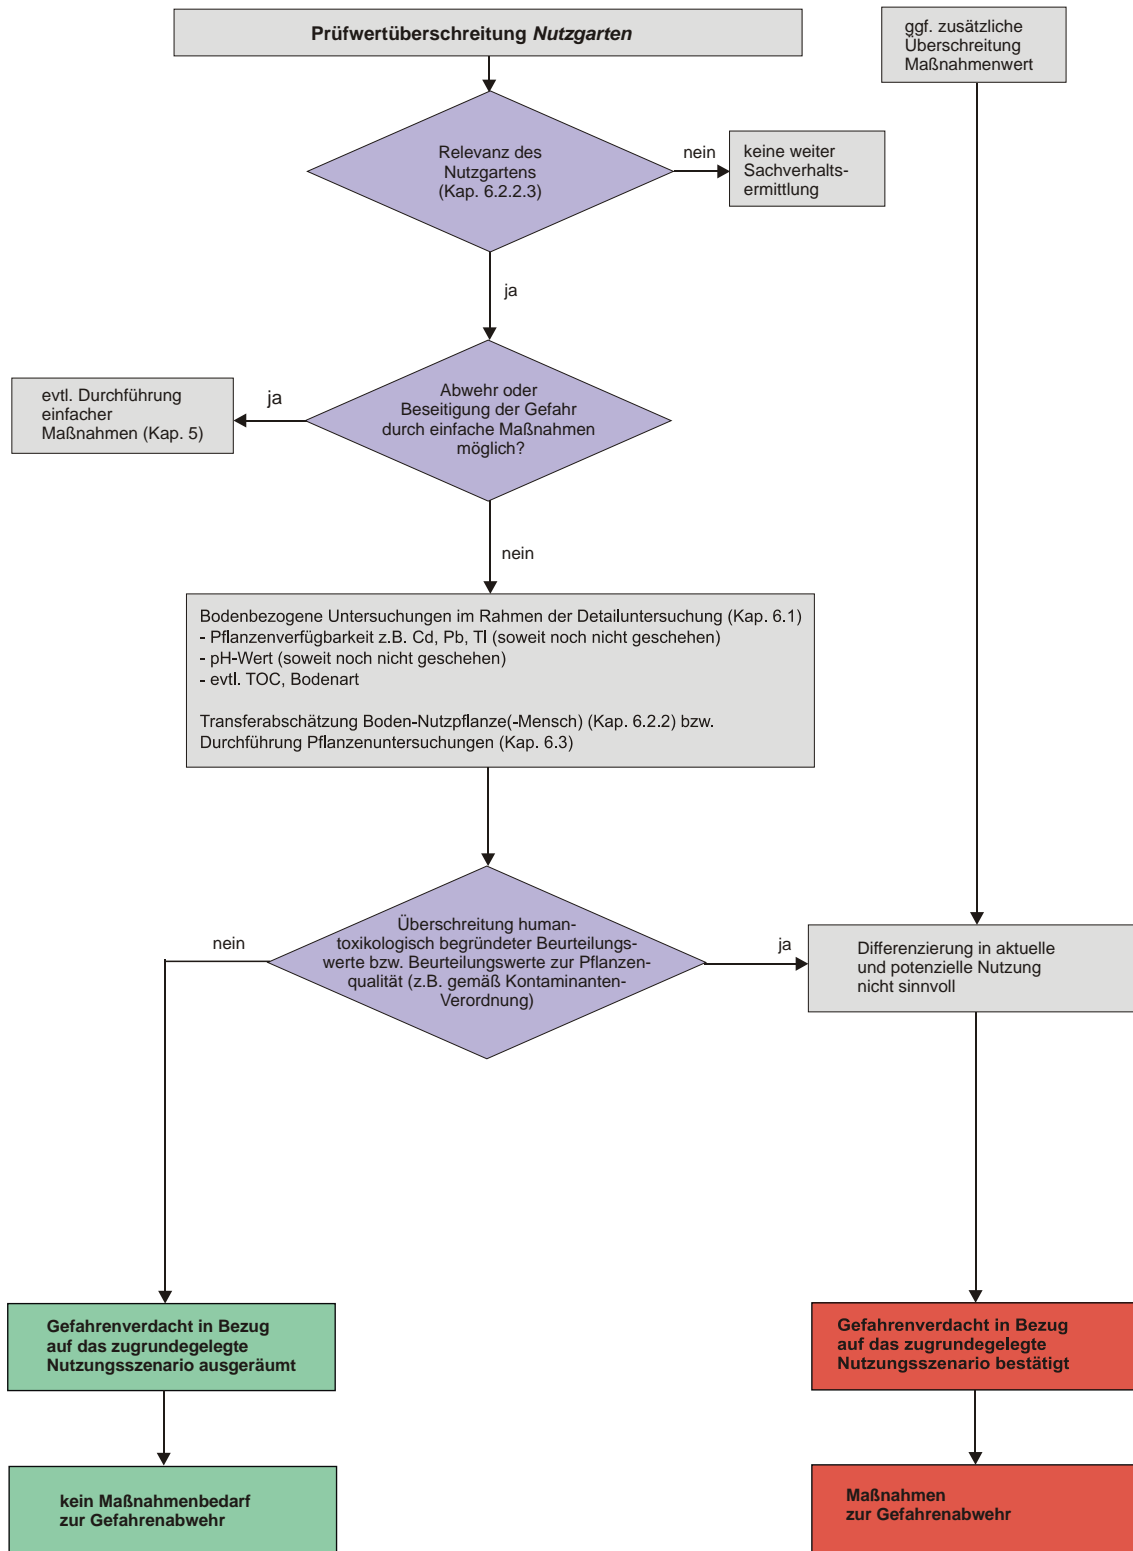 Prüfwertüberschreitung Nutzgarten
ggf. zusätzliche
Überschreitung
Maßnahmenwert
Relevanz des
Nutzgartens
(Kap. 6.2.2.3)
nein
keine weiter
Sachverhalts-
ermittlung
ja
Abwehr oder
Beseitigung der Gefahr
durch einfache Maßnahmen
möglich?
ja
evtl. Durchführung
einfacher
Maßnahmen (Kap. 5)
nein
Bodenbezogene Untersuchungen im Rahmen der Detailuntersuchung (Kap. 6.1)
- Pflanzenverfügbarkeit z.B. Cd, Pb, Tl (soweit noch nicht geschehen)
- pH-Wert (soweit noch nicht geschehen)
- evtl. TOC, Bodenart
Transferabschätzung Boden-Nutzpflanze(-Mensch) (Kap. 6.2.2) bzw.
Durchführung Pflanzenuntersuchungen (Kap. 6.3)
Überschreitung human-
toxikologisch begründeter Beurteilungs-
werte bzw. Beurteilungswerte zur Pflanzen-
qualität (z.B. gemäß Kontaminanten-
Verordnung)
nein
ja
Differenzierung in aktuelle
und potenzielle Nutzung
nicht sinnvoll
Gefahrenverdacht in Bezug
auf das zugrundegelegte
Nutzungsszenario ausgeräumt
Gefahrenverdacht in Bezug
auf das zugrundegelegte
Nutzungsszenario bestätigt
kein Maßnahmenbedarf
zur Gefahrenabwehr
Maßnahmen
zur Gefahrenabwehr